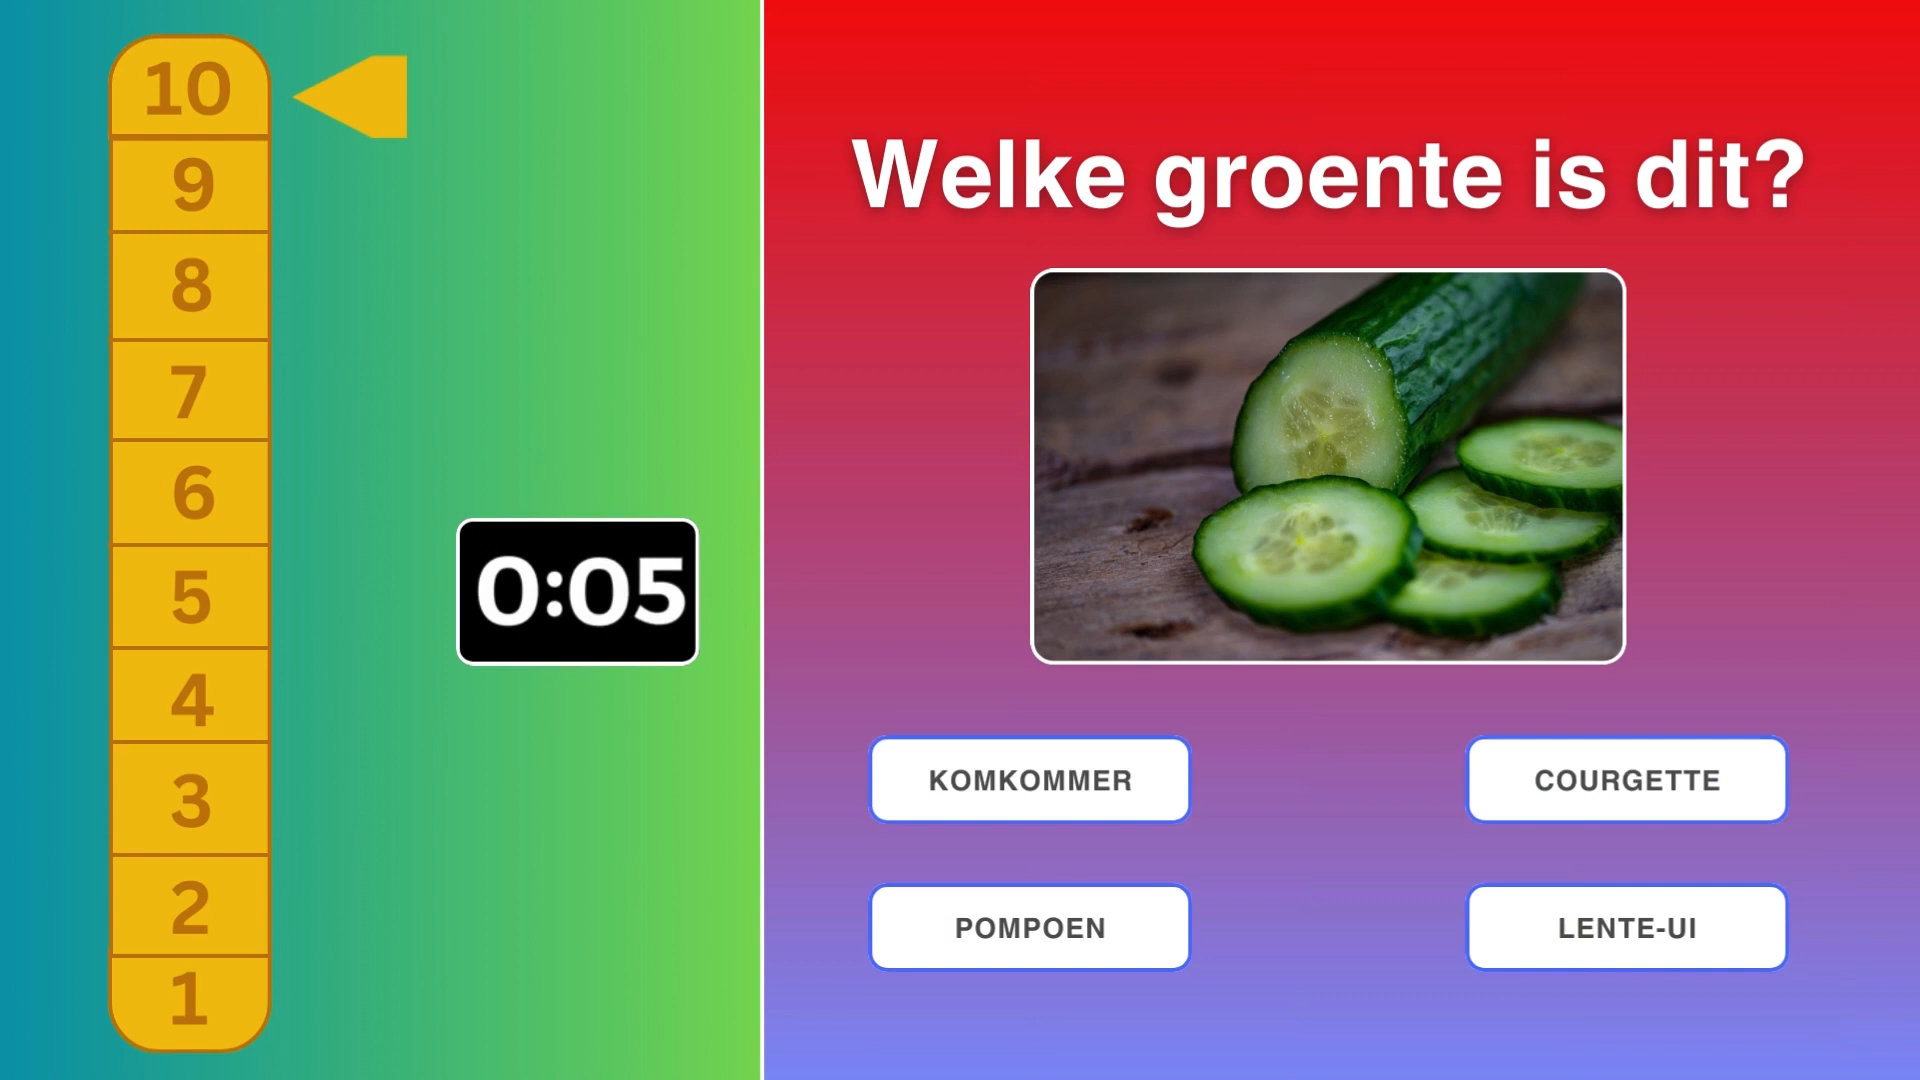 10
9
8
7
6
5
4
3
2
1
0:05
Welke groente is dit?
KOMKOMMER
COURGETTE
POMPOEN
LENTE-UI